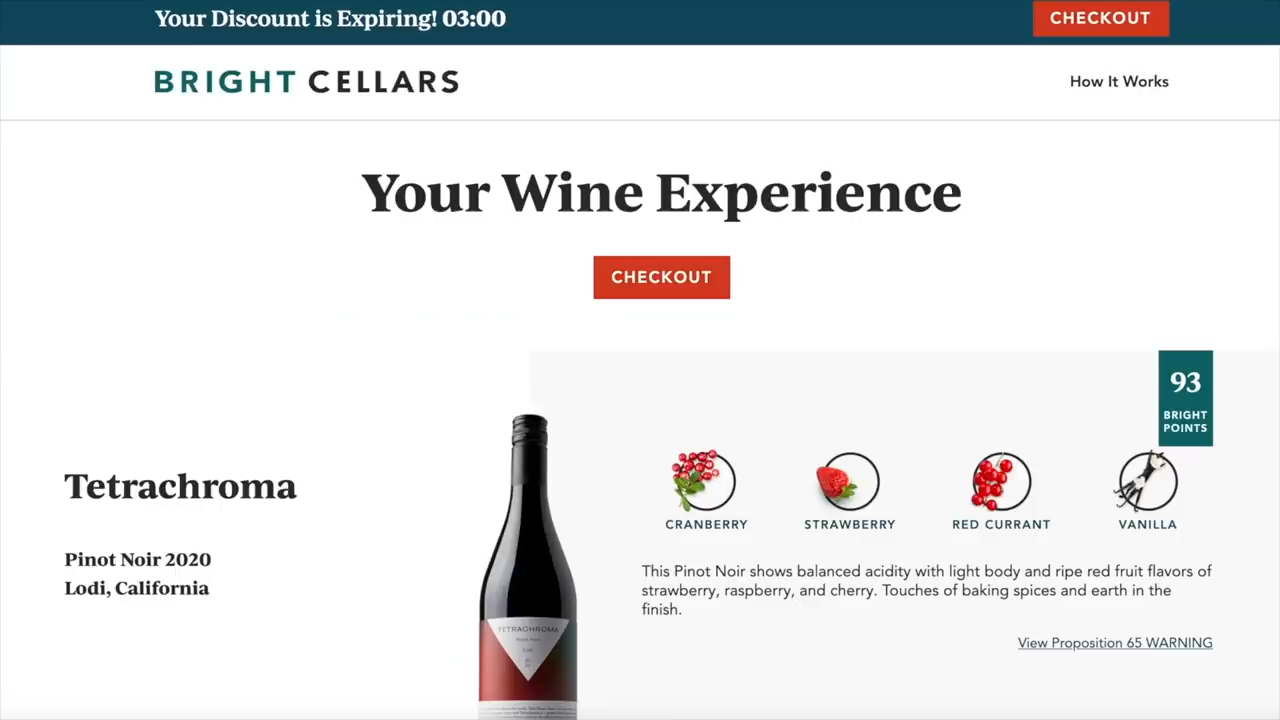 Your Discount is Expiring! 03:00
CHECKOUT
BRIGHT CELLARS
How It Works
Your Wine Experience
CHECKOUT
93
BRIGHT
POINTS
Tetrachroma
Pinot Noir 2020
Lodi, California
TETRACHROMA
Pinot Noir
Lodi
CRANBERRY
STRAWBERRY
RED CURRANT
VANILLA
This Pinot Noir shows balanced acidity with light body and ripe red fruit flavors of
strawberry, raspberry, and cherry. Touches of baking spices and earth in the
finish.
View Proposition 65 WARNING